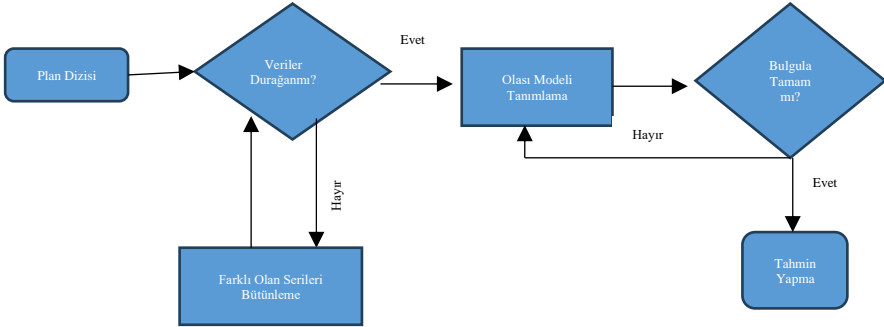 Plan Dizisi
Veriler
Durağanmı?
Evet
Olası Modeli
Tanımlama
Bulgula
Tamam
mı?
Hayır
Hayır
Evet
Farklı Olan Serileri
Bütünleme
Tahmin
Yapma